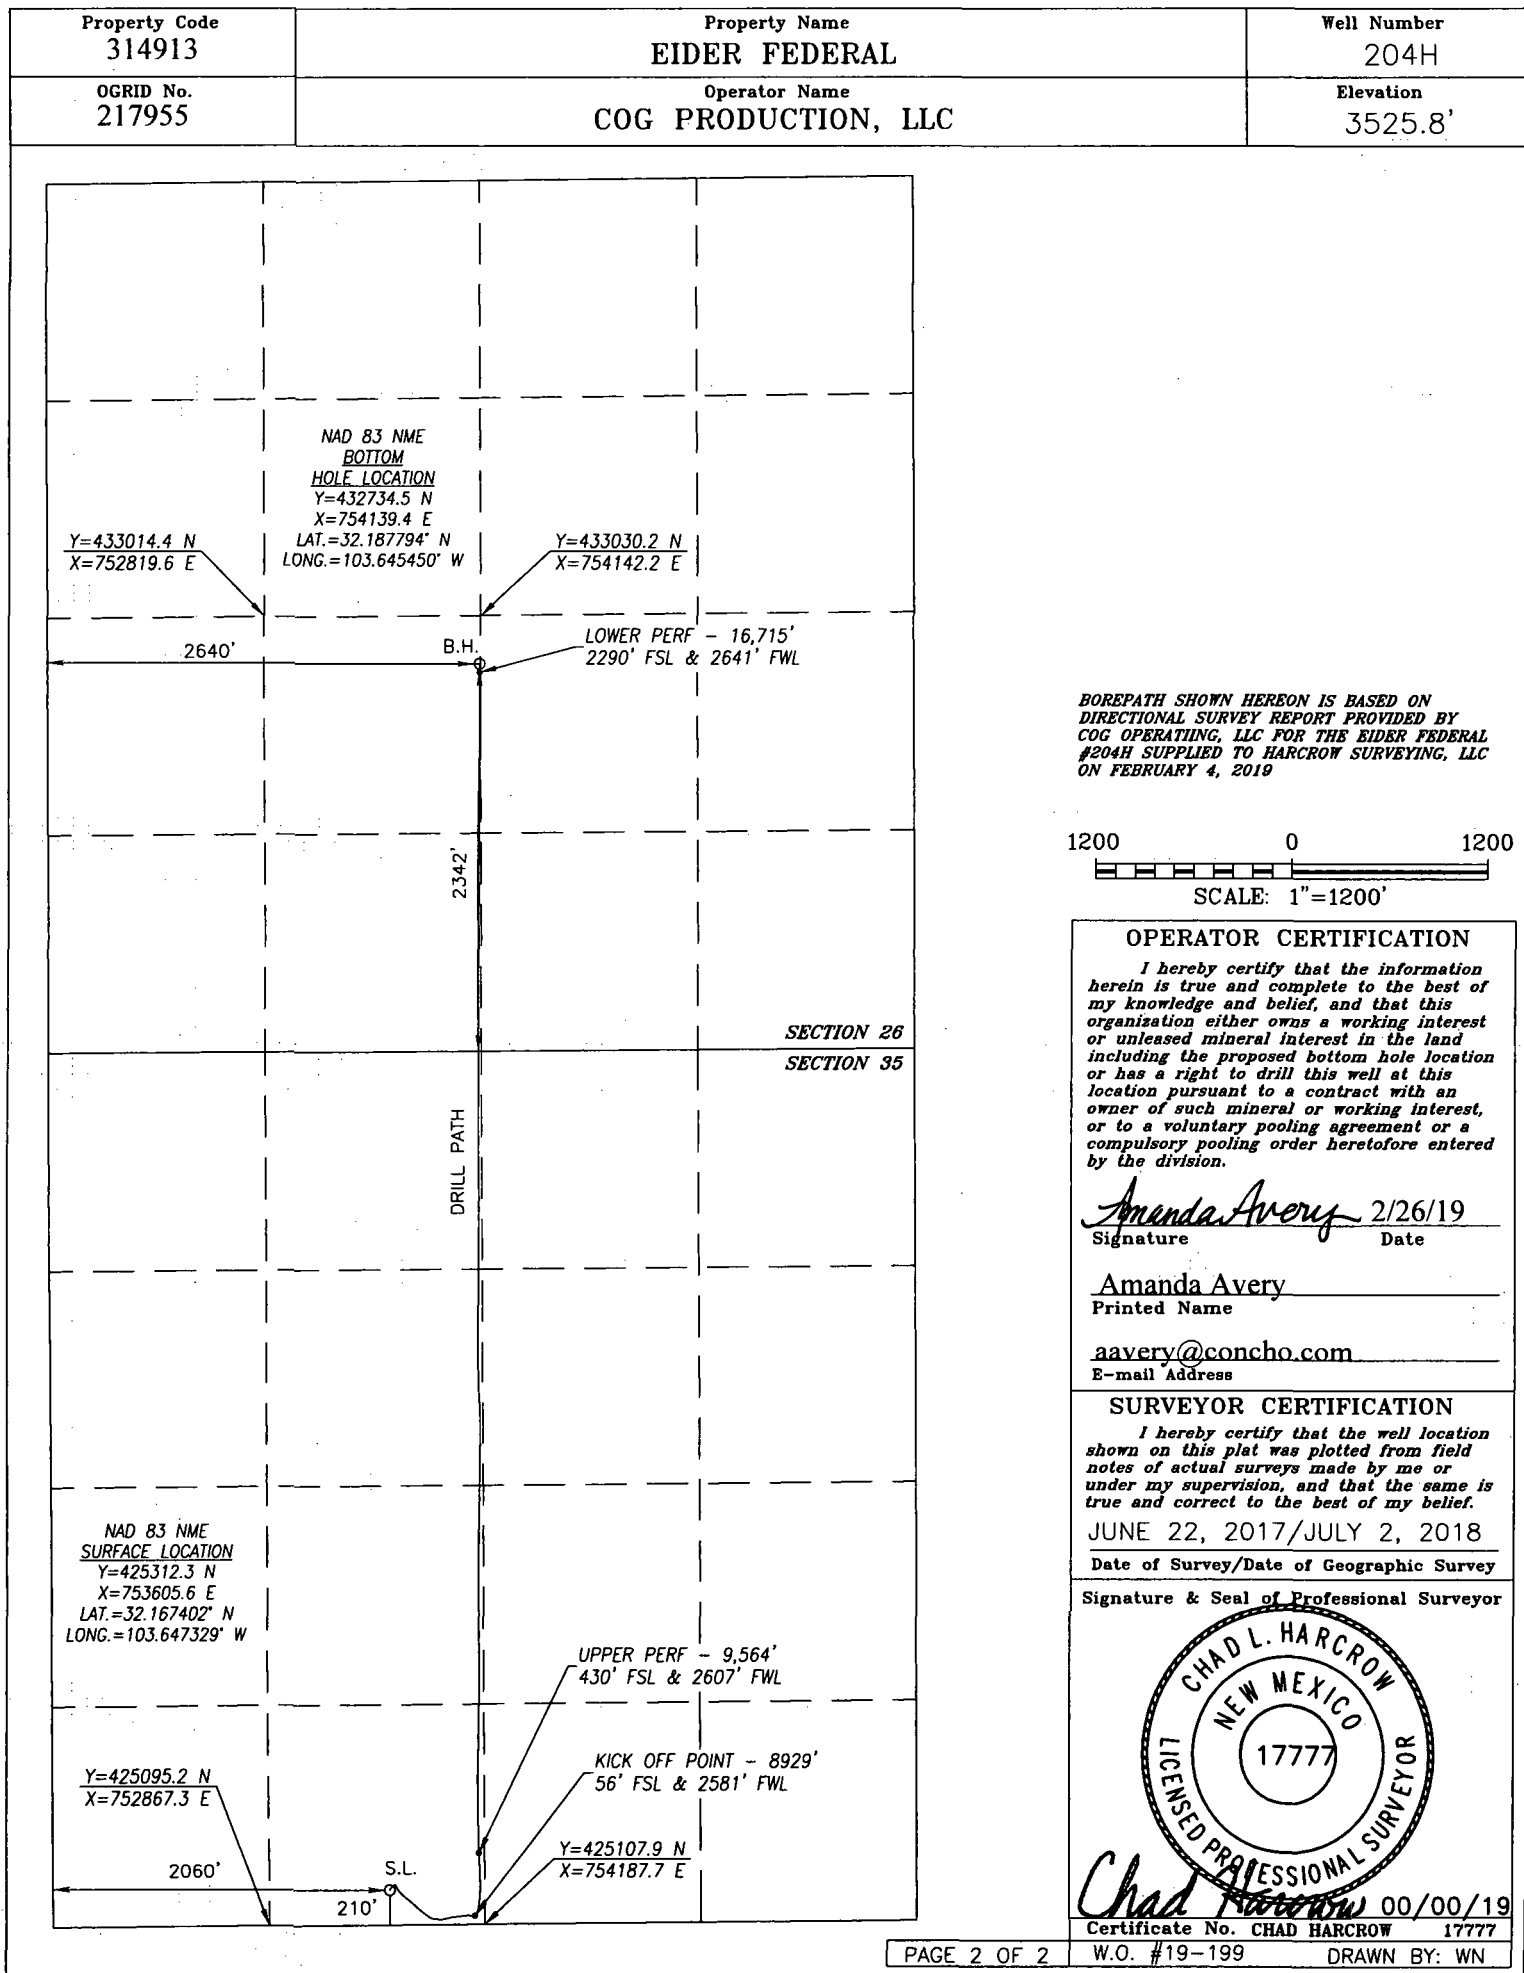 Property Code
314913
Property Name
EIDER FEDERAL
Well Number
204H
OGRID No.
217955
Operator Name
COG PRODUCTION, LLC
Elevation
3525.8'
NAD 83 NME
BOTTOM
HOLE LOCATION
Y=432734.5 N
X=754139.4 E
LAT.=32.187794° N
LONG.=103.645450° W
Y=433014.4 N
X=752819.6 E
Y=433030.2 N
X=754142.2 E
2640'
B.H.
LOWER PERF - 16,715'
2290' FSL & 2641' FWL
2342'
SECTION 26
SECTION 35
DRILL PATH
NAD 83 NME
SURFACE LOCATION
Y=425312.3 N
X=753605.6 E
LAT.=32.167402° N
LONG.=103.647329° W
UPPER PERF - 9,564'
430' FSL & 2607' FWL
KICK OFF POINT - 8929'
56' FSL & 2581' FWL
Y=425095.2 N
X=752867.3 E
Y=425107.9 N
X=754187.7 E
2060'
S.L.
210'
BOREPATH SHOWN HEREON IS BASED ON
DIRECTIONAL SURVEY REPORT PROVIDED BY
COG OPERATIING, LLC FOR THE EIDER FEDERAL
#204H SUPPLIED TO HARCROW SURVEYING, LLC
ON FEBRUARY 4, 2019
1200 0 1200
SCALE: 1"=1200'
OPERATOR CERTIFICATION
I hereby certify that the information
herein is true and complete to the best of
my knowledge and belief, and that this
organization either owns a working interest
or unleased mineral interest in the land
including the proposed bottom hole location
or has a right to drill this well at this
location pursuant to a contract with an
owner of such mineral or working interest,
or to a voluntary pooling agreement or a
compulsory pooling order heretofore entered
by the division.
Amanda Avery 2/26/19
Signature Date
Amanda Avery
Printed Name
aavery@concho.com
E-mail Address
SURVEYOR CERTIFICATION
I hereby certify that the well location
shown on this plat was plotted from field
notes of actual surveys made by me or
under my supervision, and that the same is
true and correct to the best of my belief.
JUNE 22, 2017/JULY 2, 2018
Date of Survey/Date of Geographic Survey
Signature & Seal of Professional Surveyor
CHAD L. HARCROW
NEW MEXICO
17777
LICENSED PROFESSIONAL SURVEYOR
Chad Harcrow 00/00/19
Certificate No. CHAD HARCROW 17777
PAGE 2 OF 2
W.O. #19-199 DRAWN BY: WN